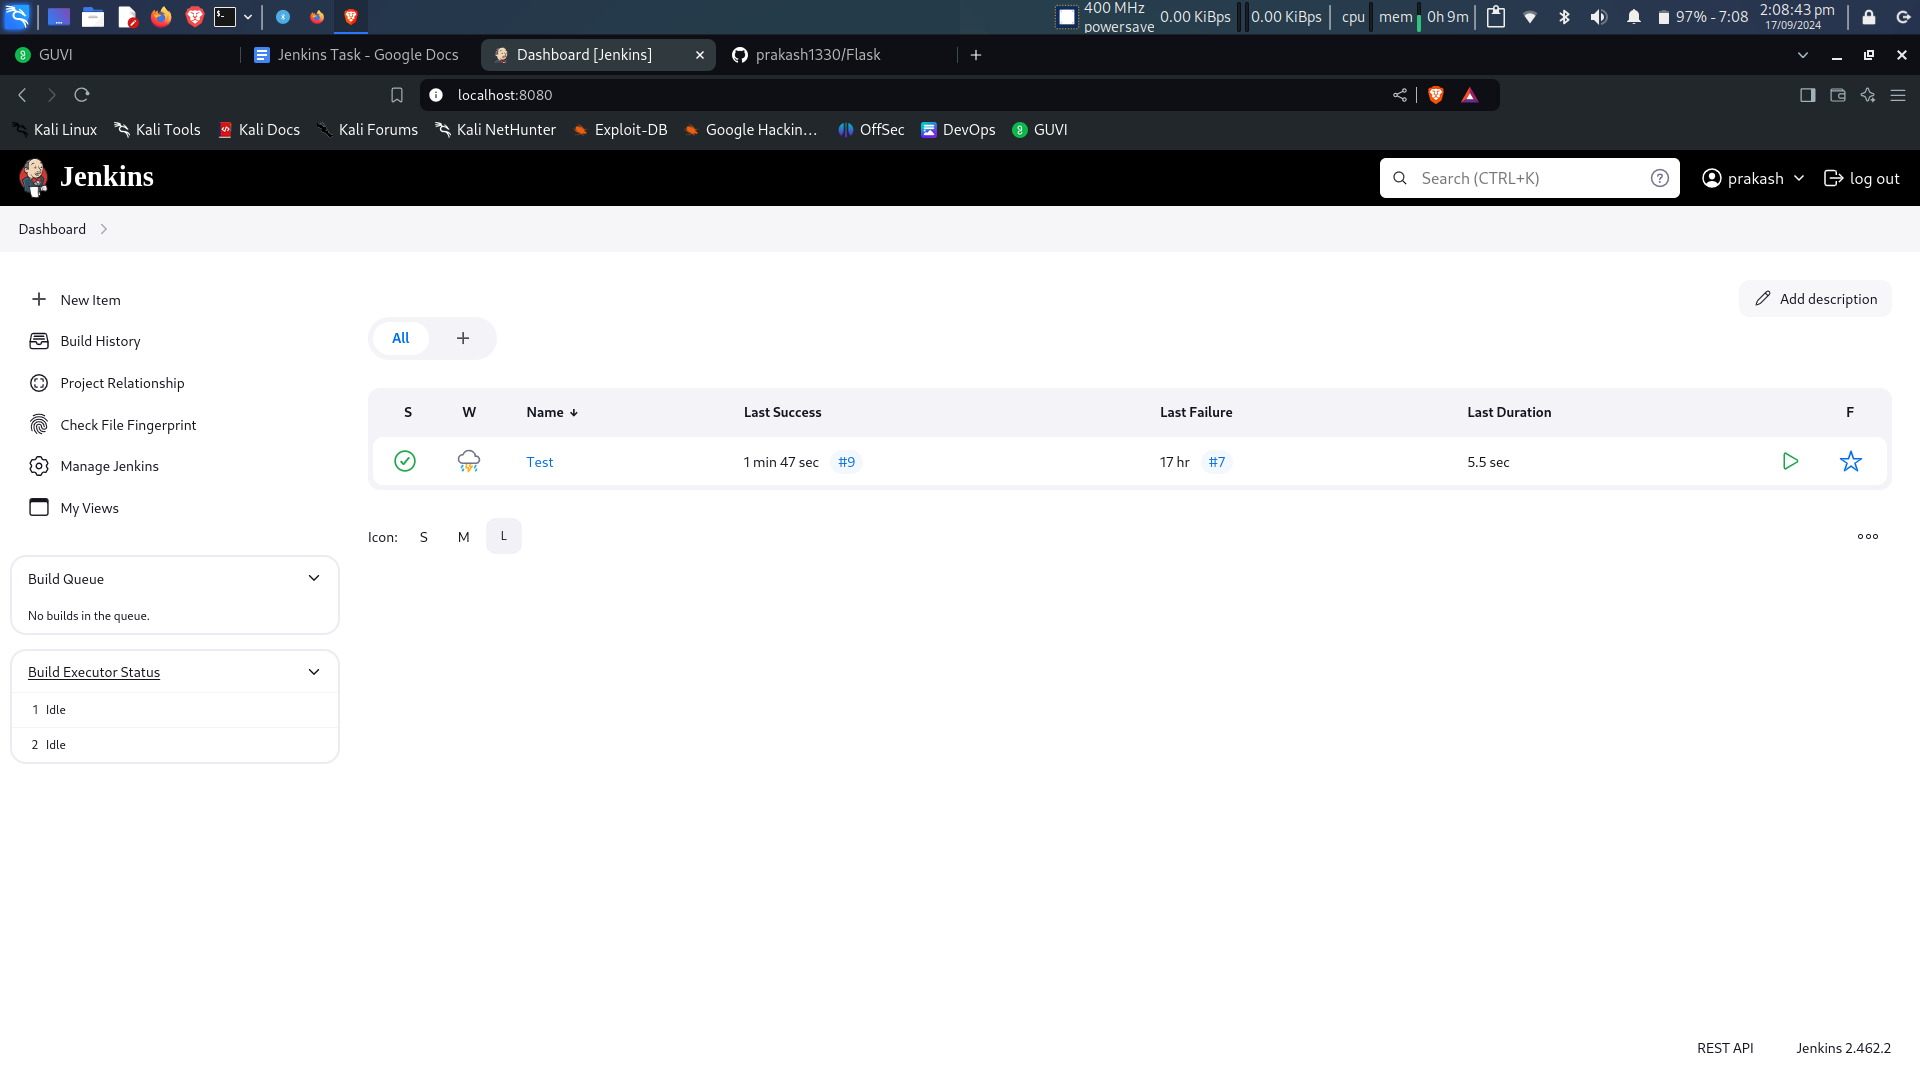 400 MHz
powersave
0.00 KiBps
0.00 KiBps
cpu
mem
0h 9m
97% - 7:08
2:08:43 pm
17/09/2024
GUVI
Jenkins Task - Google Docs
Dashboard [Jenkins]
prakash1330/Flask
localhost:8080
Kali Linux
Kali Tools
Kali Docs
Kali Forums
Kali NetHunter
Exploit-DB
Google Hackin...
OffSec
DevOps
GUVI
Jenkins
Search (CTRL+K)
prakash
log out
Dashboard
New Item
Build History
Project Relationship
Check File Fingerprint
Manage Jenkins
My Views
Build Queue
No builds in the queue.
Build Executor Status
1 Idle
2 Idle
Add description
All
S W Name ↓ Last Success Last Failure Last Duration F
Test 1 min 47 sec #9 17 hr #7 5.5 sec
Icon: S M L
REST API
Jenkins 2.462.2